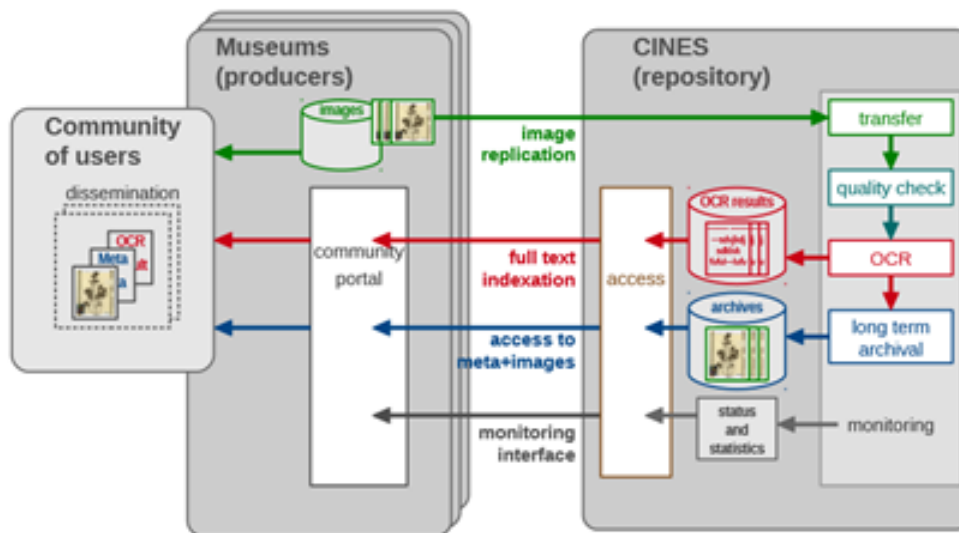 Museums
(producers)
CINES
(repository)
images
transfer
image
replication
Community
of users
quality check
dissemination
OCR results
OCR
Meta
community
portal
full text
indexation
access
OCR
archives
long term
archival
access to
meta+images
status
and
statistics
monitoring
monitoring
interface